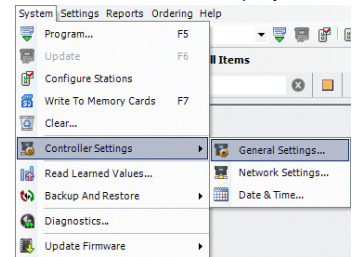 System Settings Reports Ordering Help
Program... F5
Update F6
ll Items
Configure Stations
Write To Memory Cards F7
Clear...
Controller Settings
General Settings...
Read Learned Values...
Network Settings...
Backup And Restore
Date & Time...
Diagnostics...
Update Firmware